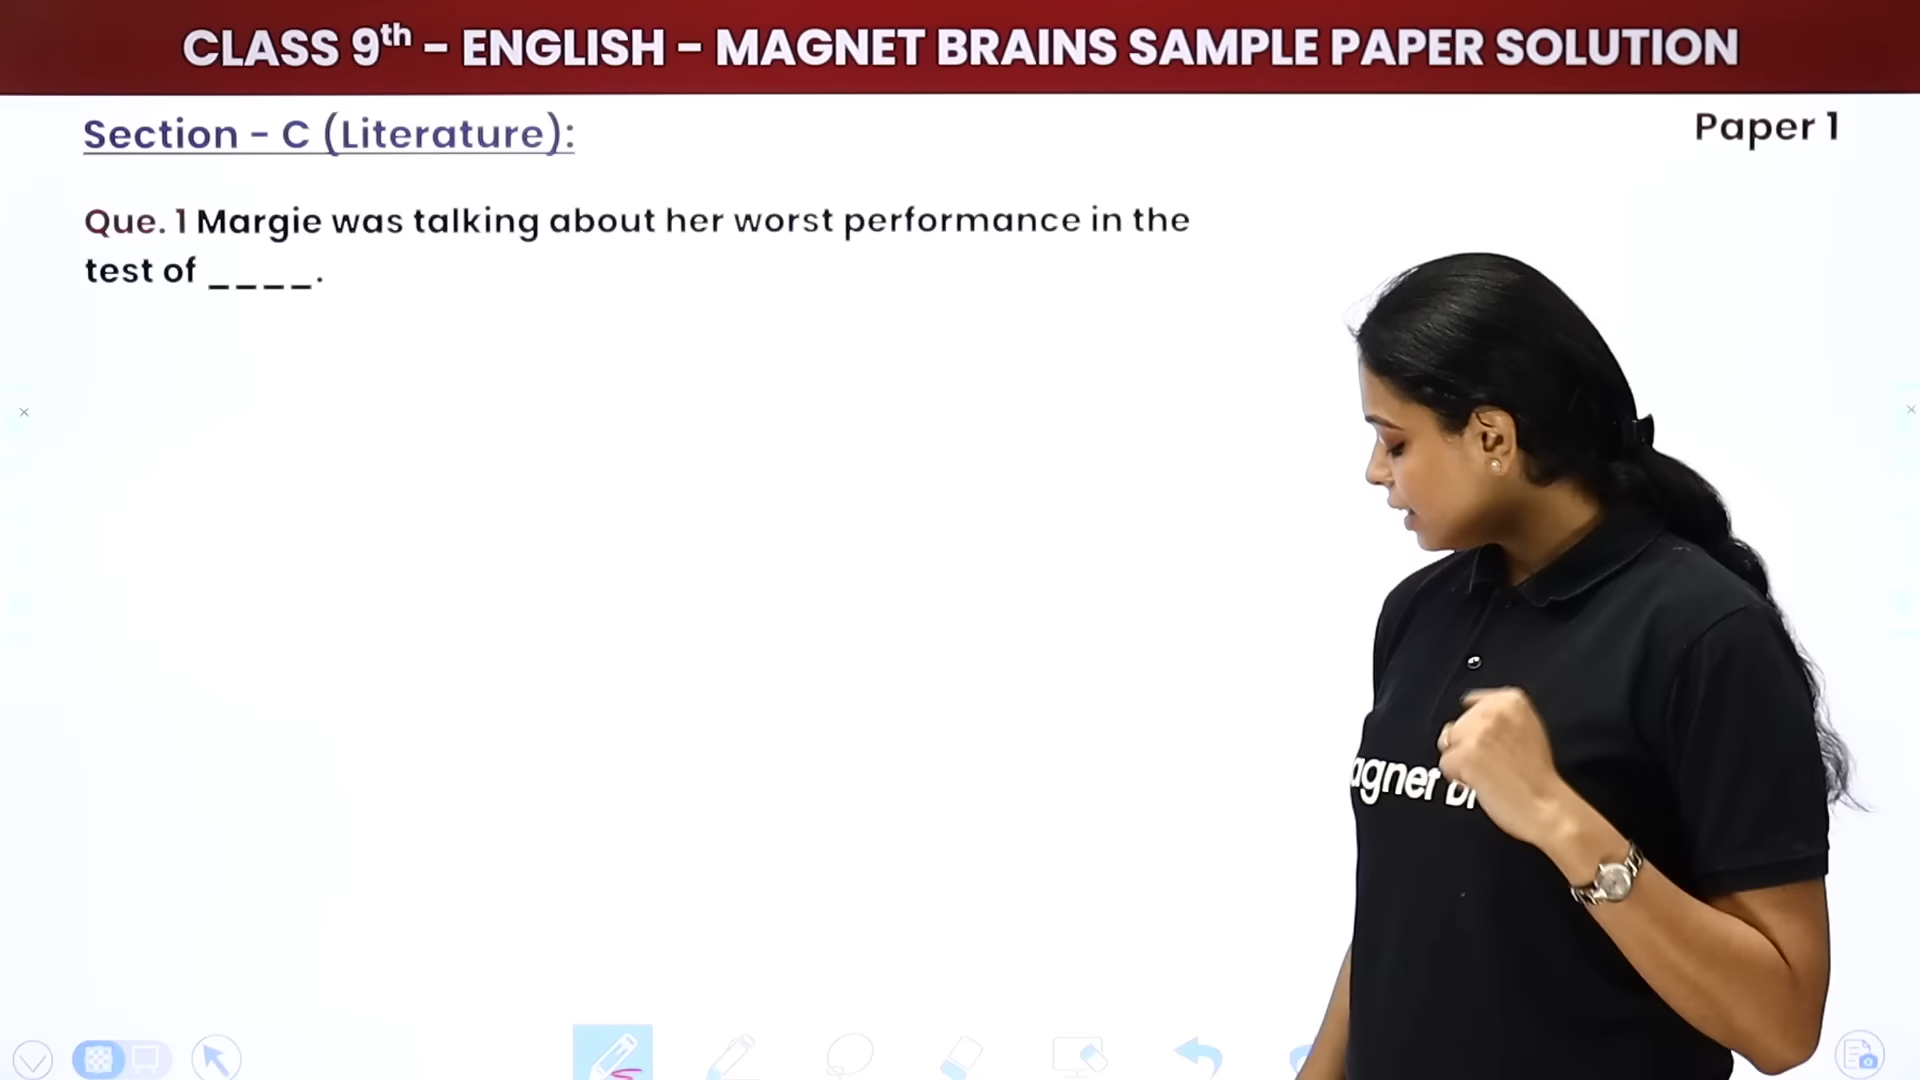 CLASS 9th – ENGLISH – MAGNET BRAINS SAMPLE PAPER SOLUTION
Section - C (Literature):
Paper 1
Que. 1 Margie was talking about her worst performance in the
test of ____.
agnet Br